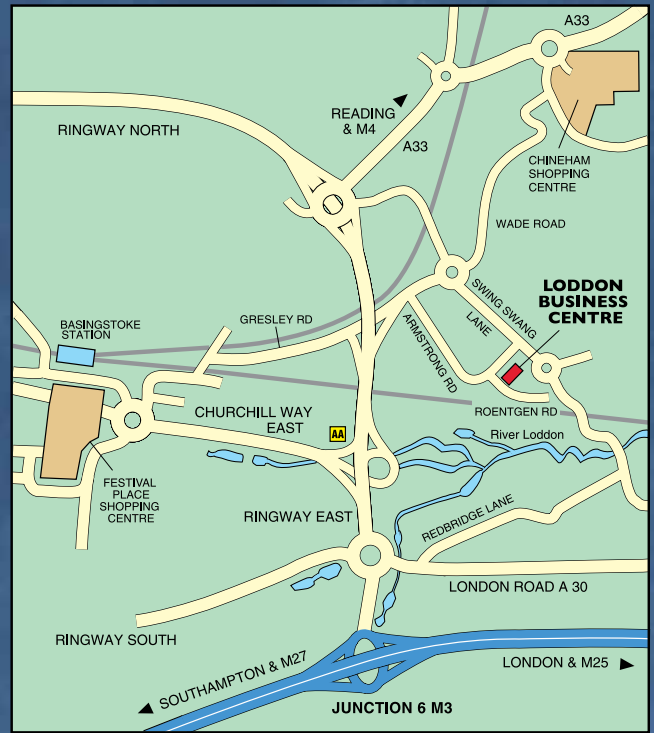 A33
READING
& M4
A33
RINGWAY NORTH
CHINEHAM
SHOPPING
CENTRE
WADE ROAD
SWING SWANG
LANE
LODDON
BUSINESS
CENTRE
BASINGSTOKE
STATION
GRESLEY RD
ARMSTRONG RD
ROENTGEN RD
CHURCHILL WAY
EAST
AA
River Loddon
FESTIVAL
PLACE
SHOPPING
CENTRE
RINGWAY EAST
REDBRIDGE LANE
LONDON ROAD A 30
RINGWAY SOUTH
SOUTHAMPTON & M27
LONDON & M25
JUNCTION 6 M3